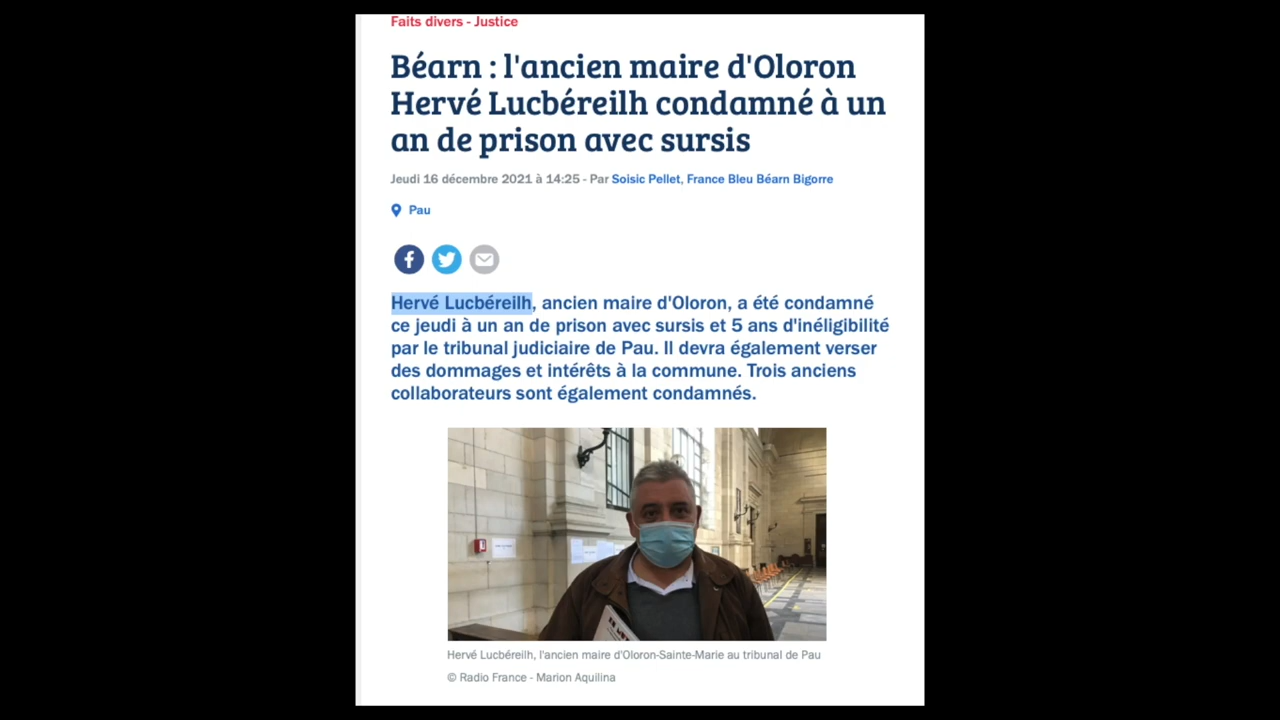 Faits divers - Justice
Béarn : l'ancien maire d'Oloron
Hervé Lucbéreilh condamné à un
an de prison avec sursis
Jeudi 16 décembre 2021 à 14:25 - Par Soisic Pellet, France Bleu Béarn Bigorre
Pau
Hervé Lucbéreilh, ancien maire d'Oloron, a été condamné
ce jeudi à un an de prison avec sursis et 5 ans d'inéligibilité
par le tribunal judiciaire de Pau. Il devra également verser
des dommages et intérêts à la commune. Trois anciens
collaborateurs sont également condamnés.
Hervé Lucbéreilh, l'ancien maire d'Oloron-Sainte-Marie au tribunal de Pau
© Radio France - Marion Aquilina